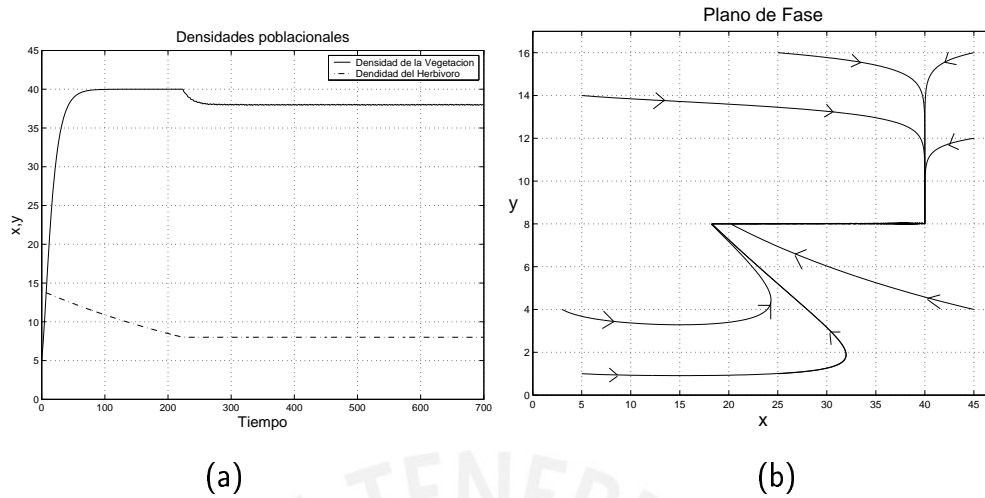 Densidades poblacionales
Densidad de la Vegetacion
Dendidad del Herbivoro
x,y
45
40
35
30
25
20
15
10
5
0
0 100 200 300 400 500 600 700
Tiempo
(a)
Plano de Fase
y
16
14
12
10
8
6
4
2
0
0 5 10 15 20 25 30 35 40 45
x
(b)
TENEB